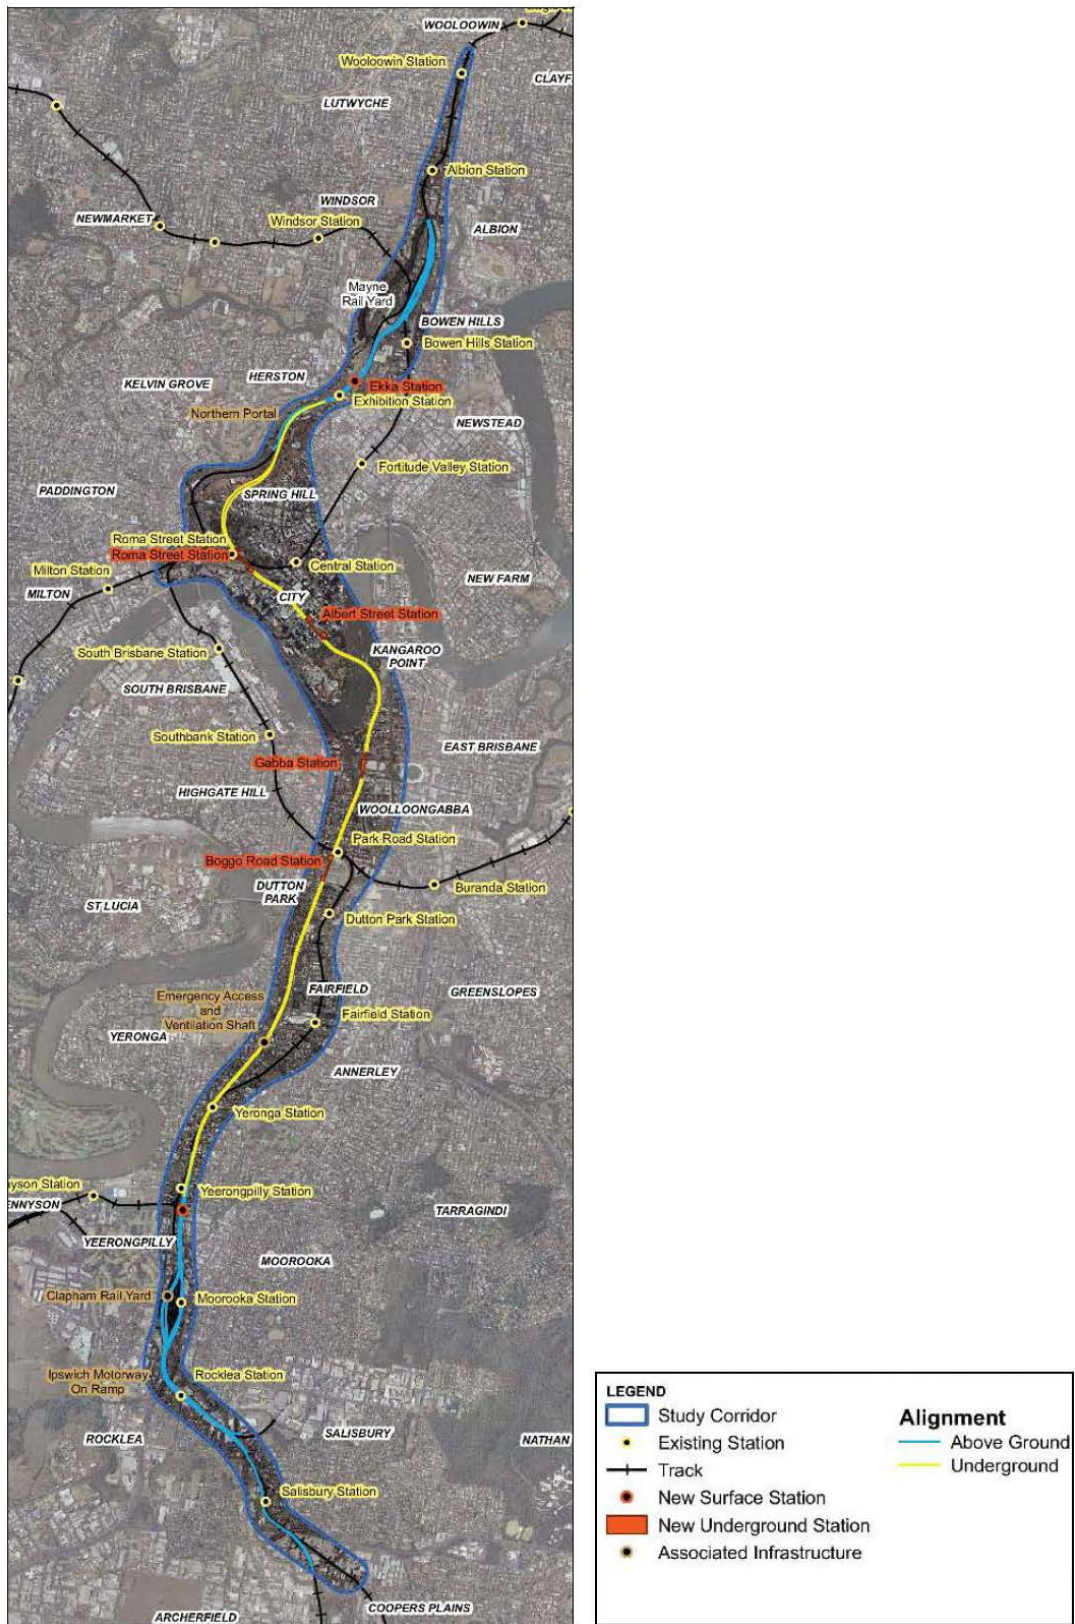 WOOLOOWIN
Wooloowin Station
LUTWYCHE
Albion Station
WINDSOR
NEWMARKET
Windsor Station
ALBION
Mayne
Rail Yard
BOWEN HILLS
Bowen Hills Station
HERSTON
KELVIN GROVE
Ekka Station
Exhibition Station
Northern Portal
NEWSTEAD
Fortitude Valley Station
PADDINGTON
SPRING HILL
Roma Street Station
Roma Street Station
Central Station
Milton Station
NEW FARM
MILTON
CITY
Albert Street Station
KANGAROO
POINT
South Brisbane Station
SOUTH BRISBANE
Southbank Station
EAST BRISBANE
Gabba Station
HIGHGATE HILL
WOOLLOONGABBA
Park Road Station
Boggo Road Station
DUTTON
PARK
Buranda Station
ST LUCIA
Dutton Park Station
FAIRFIELD
GREENSLOPES
Emergency Access
and
Ventilation Shaft
Fairfield Station
YERONGA
ANNERLEY
Yeronga Station
yson Station
Yeerongpilly Station
ENNYSON
TARRAGINDI
YEERONGPILLY
MOOROOKA
Clapham Rail Yard
Moorooka Station
Ipswich Motorway
On Ramp
Rocklea Station
ROCKLEA
SALISBURY
NATHAN
Salisbury Station
COOPERS PLAINS
ARCHERFIELD
LEGEND
Study Corridor
Existing Station
Track
New Surface Station
New Underground Station
Associated Infrastructure
Alignment
Above Ground
Underground